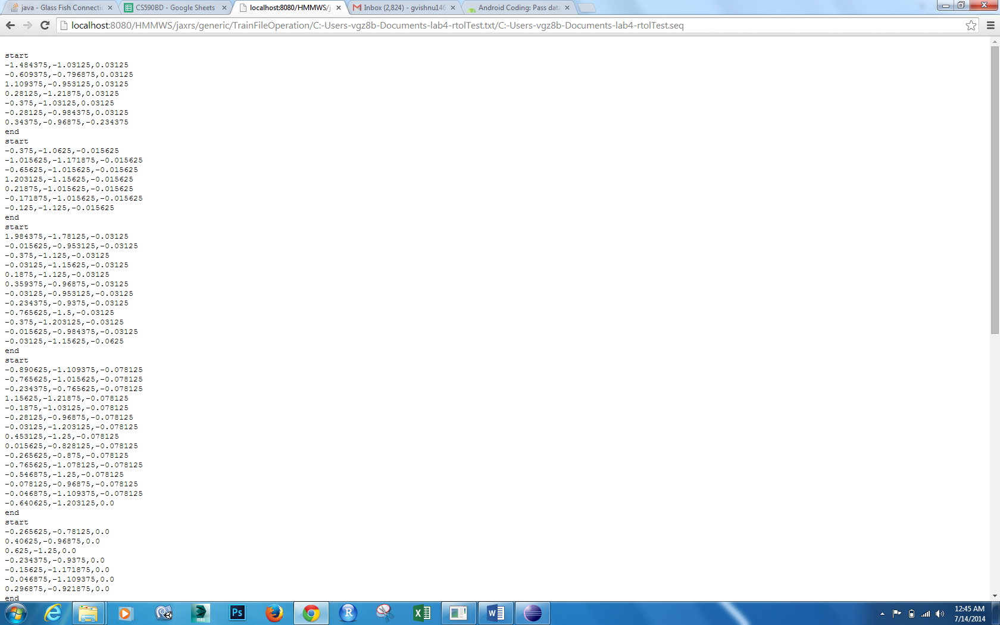 java - Glass Fish Connecti
CS590BD - Google Sheets
localhost:8080/HMMWS/j
Inbox (2,824) - gvishnu146
Android Coding: Pass data
localhost:8080/HMMWS/jaxrs/generic/TrainFileOperation/C:-Users-vgz8b-Documents-lab4-rtolTest.txt/C:-Users-vgz8b-Documents-lab4-rtolTest.seq
start
-1.484375,-1.03125,0.03125
-0.609375,-0.796875,0.03125
1.109375,-0.953125,0.03125
0.28125,-1.21875,0.03125
-0.375,-1.03125,0.03125
-0.28125,-0.984375,0.03125
0.34375,-0.96875,-0.234375
end
start
-0.375,-1.0625,-0.015625
-1.015625,-1.171875,-0.015625
-0.65625,-1.015625,-0.015625
1.203125,-1.15625,-0.015625
0.21875,-1.015625,-0.015625
-0.171875,-1.015625,-0.015625
-0.125,-1.125,-0.015625
end
start
1.984375,-1.78125,-0.03125
-0.015625,-0.953125,-0.03125
-0.375,-1.125,-0.03125
-0.03125,-1.15625,-0.03125
0.1875,-1.125,-0.03125
0.359375,-0.96875,-0.03125
-0.03125,-0.953125,-0.03125
-0.234375,-0.9375,-0.03125
-0.765625,-1.5,-0.03125
-0.375,-1.203125,-0.03125
-0.015625,-0.984375,-0.03125
-0.03125,-1.15625,-0.0625
end
start
-0.890625,-1.109375,-0.078125
-0.765625,-1.015625,-0.078125
-0.234375,-0.765625,-0.078125
1.15625,-1.21875,-0.078125
-0.1875,-1.03125,-0.078125
-0.28125,-0.96875,-0.078125
-0.03125,-1.203125,-0.078125
0.453125,-1.25,-0.078125
0.015625,-0.828125,-0.078125
-0.265625,-0.875,-0.078125
-0.765625,-1.078125,-0.078125
-0.546875,-1.25,-0.078125
-0.078125,-0.96875,-0.078125
-0.046875,-1.109375,-0.078125
-0.640625,-1.203125,0.0
end
start
-0.265625,-0.78125,0.0
0.40625,-0.96875,0.0
0.625,-1.25,0.0
-0.234375,-0.9375,0.0
-0.15625,-1.171875,0.0
-0.046875,-1.109375,0.0
0.296875,-0.921875,0.0
end
MAX
Ps
R
X
W
12:45 AM
7/14/2014